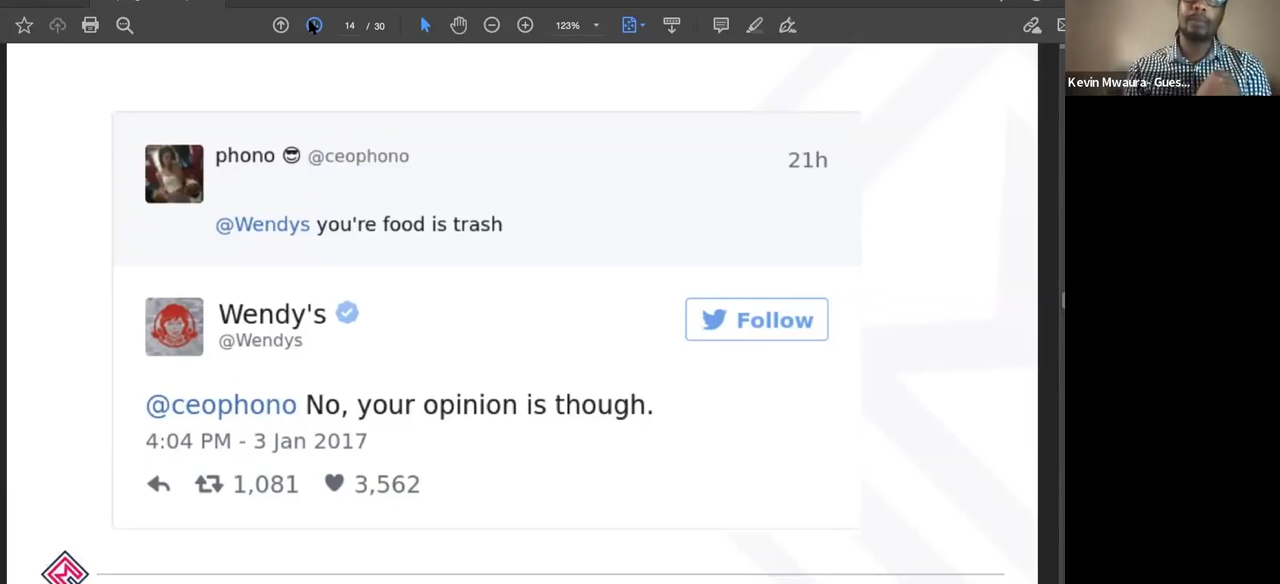 14 / 30
123%
Kevin Mwaura- Gues...
phono 😎 @ceophono
21h
@Wendys you're food is trash
Wendy's
@Wendys
Follow
@ceophono No, your opinion is though.
4:04 PM - 3 Jan 2017
1,081 3,562